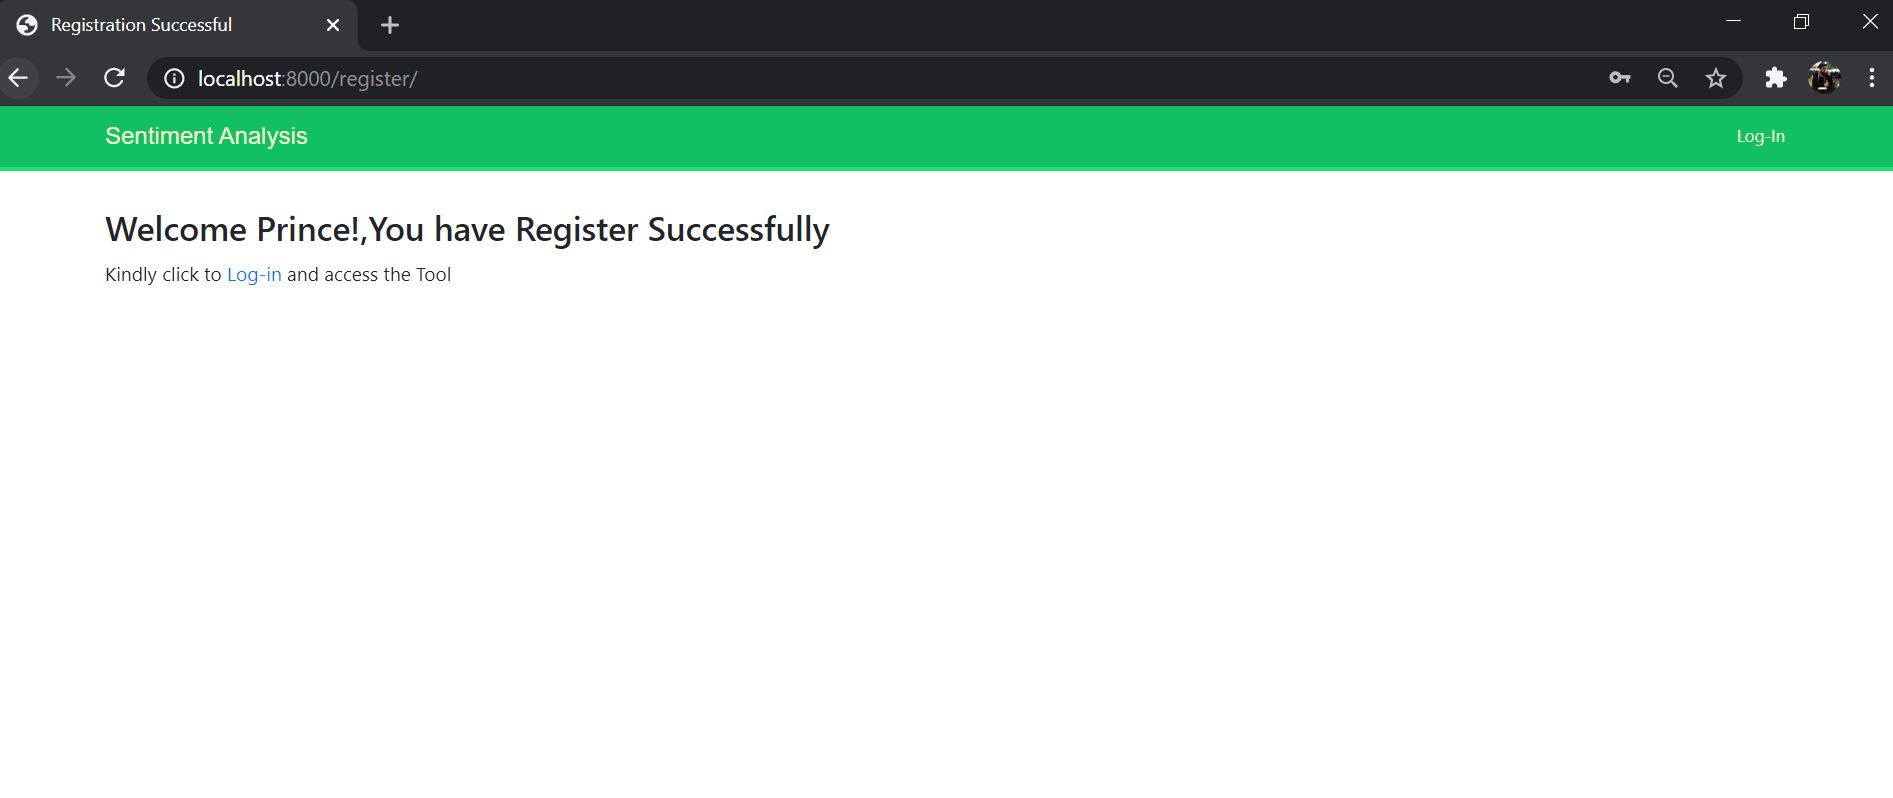 Registration Successful
localhost:8000/register/
Sentiment Analysis
Log-In
Welcome Prince!,You have Register Successfully
Kindly click to Log-in and access the Tool